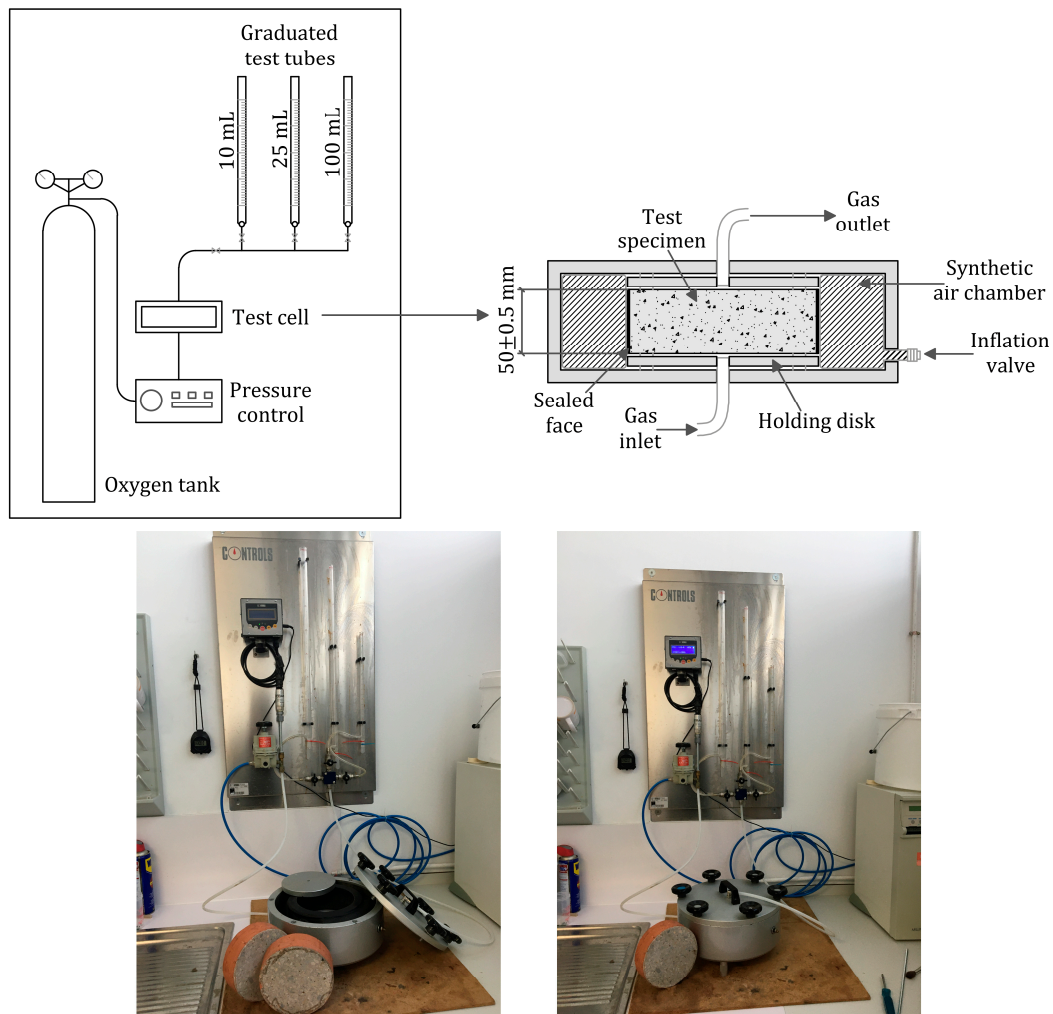 Graduated
test tubes
10 mL
25 mL
100 mL
Test cell
Pressure
control
Oxygen tank
Gas
outlet
Test
specimen
Synthetic
air chamber
50±0.5 mm
Inflation
valve
Sealed
face
Gas
inlet
Holding disk
CONTROLS
CONTROLS